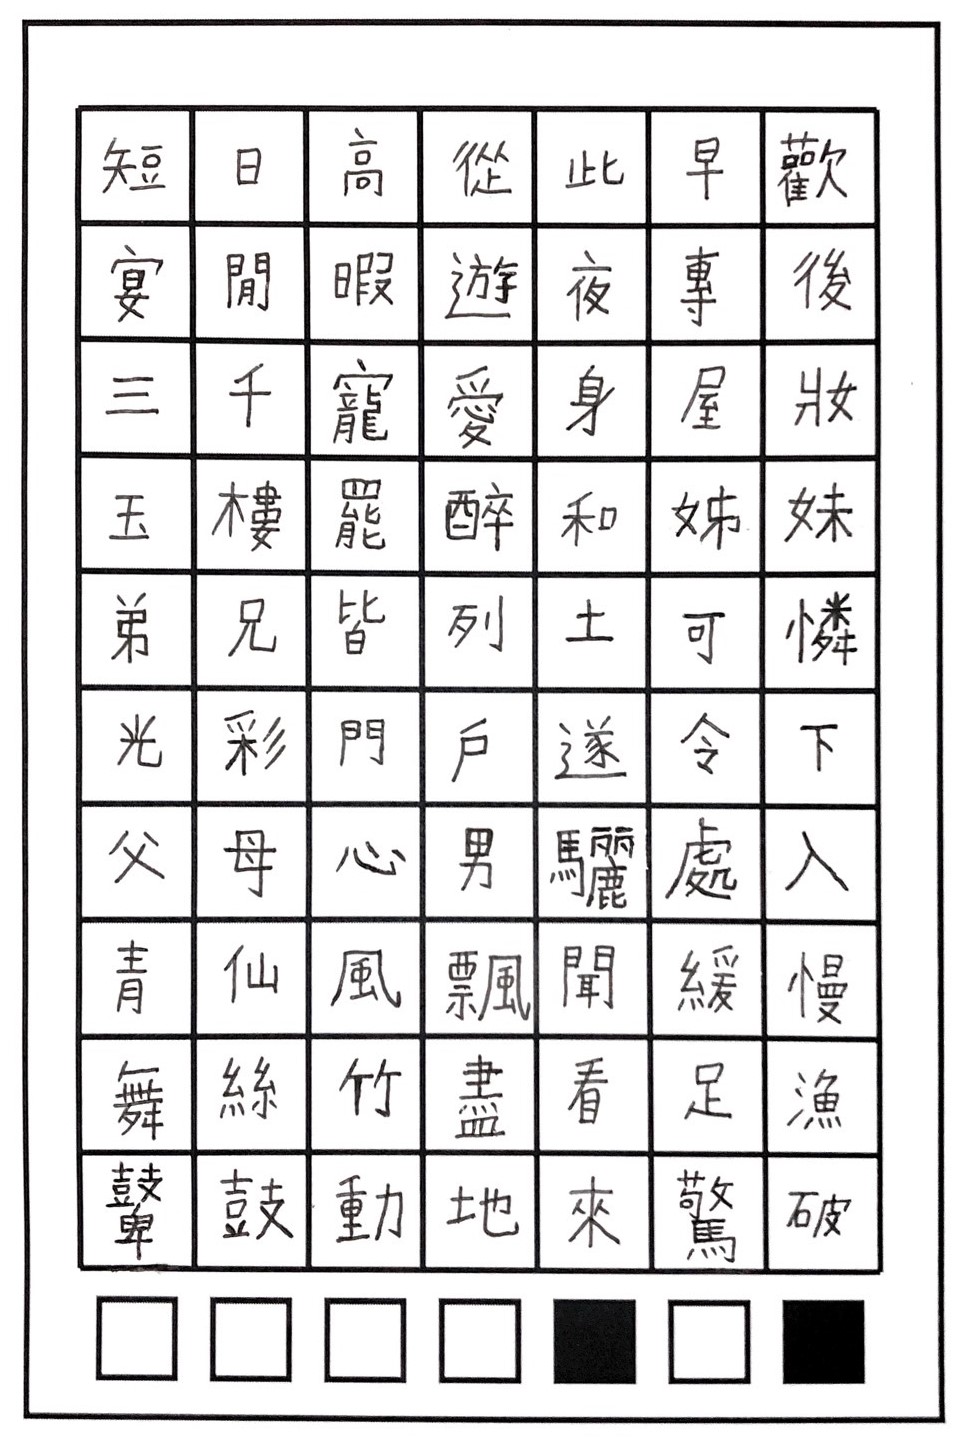 短日高從此早歡
宴閒暇遊夜專後
三千寵愛身屋妝
玉樓罷醉和姊妹
弟兄皆列土可憐
光彩門戶遂令下
父母心男驪處入
青仙風飄聞緩慢
舞絲竹盡看足漁
鼙鼓動地來驚破